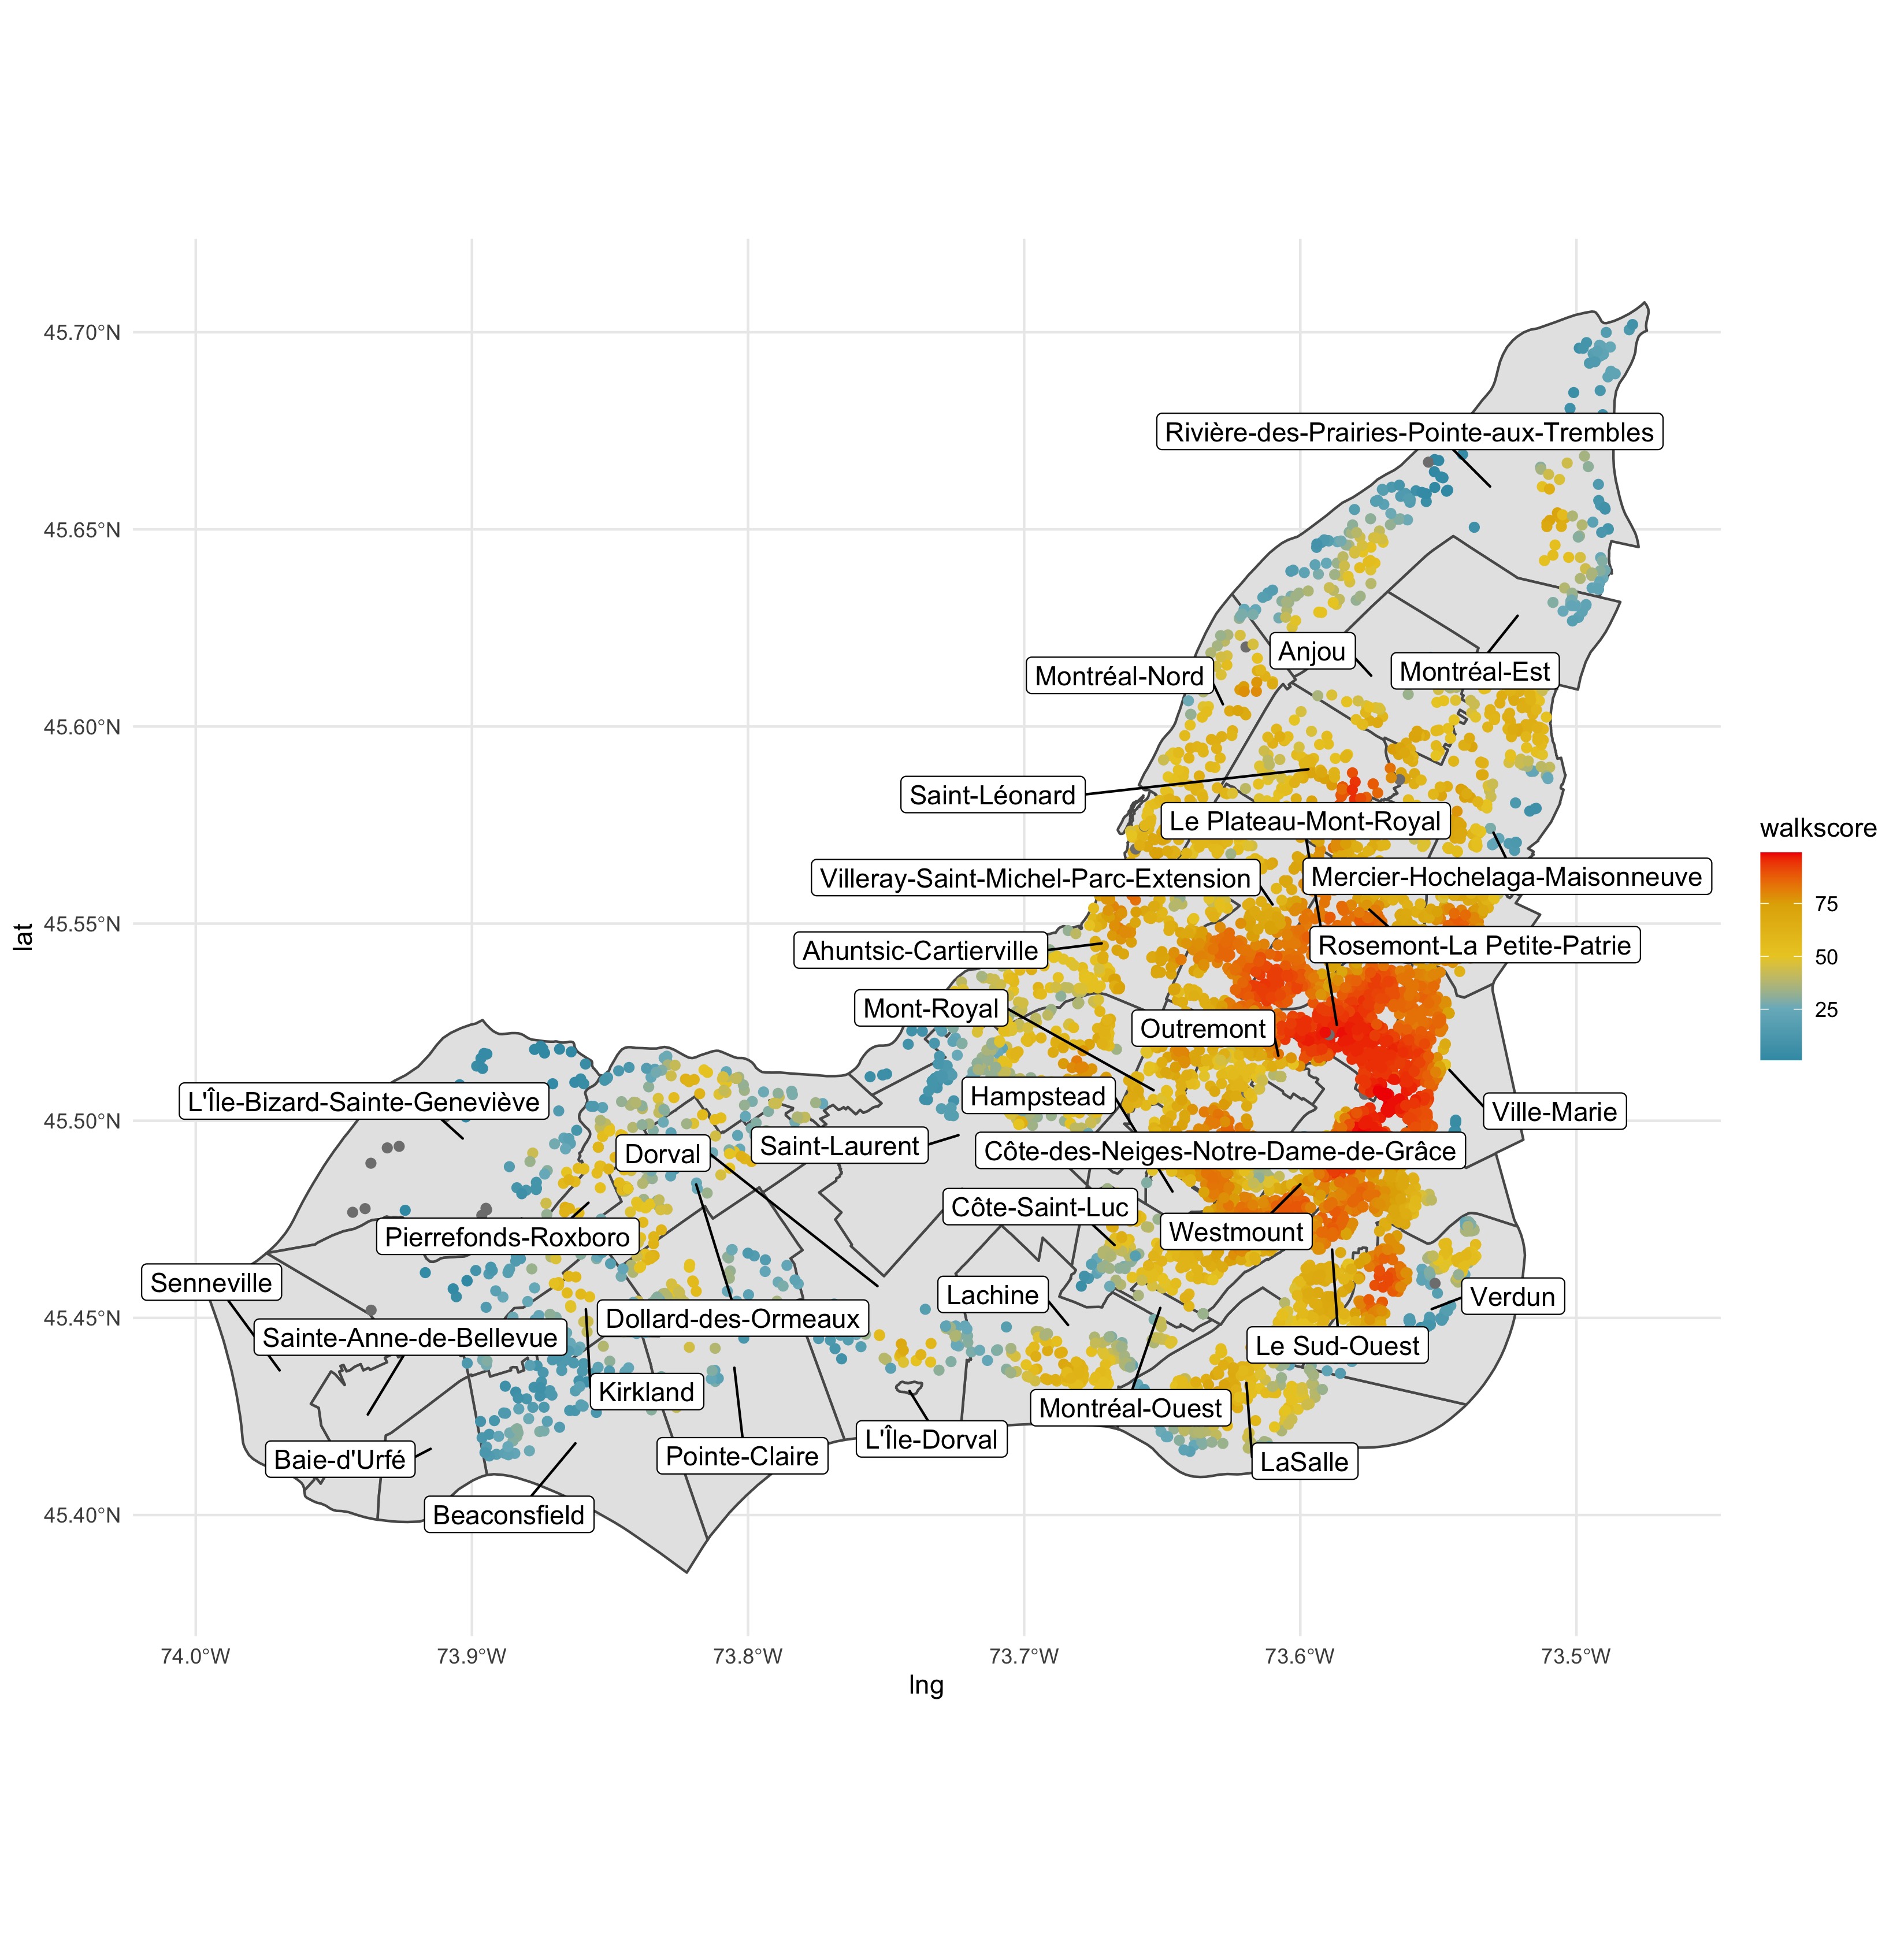 45.70°N
Rivière-des-Prairies-Pointe-aux-Trembles
45.65°N
Anjou
Montréal-Nord
Montréal-Est
45.60°N
Saint-Léonard
Le Plateau-Mont-Royal
walkscore
Villeray-Saint-Michel-Parc-Extension
Mercier-Hochelaga-Maisonneuve
75
45.55°N
lat
Ahuntsic-Cartierville
Rosemont-La Petite-Patrie
50
Mont-Royal
Outremont
25
L'Île-Bizard-Sainte-Geneviève
Hampstead
Ville-Marie
45.50°N
Dorval
Saint-Laurent
Côte-des-Neiges-Notre-Dame-de-Grâce
Côte-Saint-Luc
Pierrefonds-Roxboro
Westmount
Senneville
Lachine
Verdun
45.45°N
Dollard-des-Ormeaux
Sainte-Anne-de-Bellevue
Le Sud-Ouest
Kirkland
Montréal-Ouest
L'Île-Dorval
Baie-d'Urfé
Pointe-Claire
LaSalle
Beaconsfield
45.40°N
74.0°W
73.9°W
73.8°W
73.7°W
73.6°W
73.5°W
lng